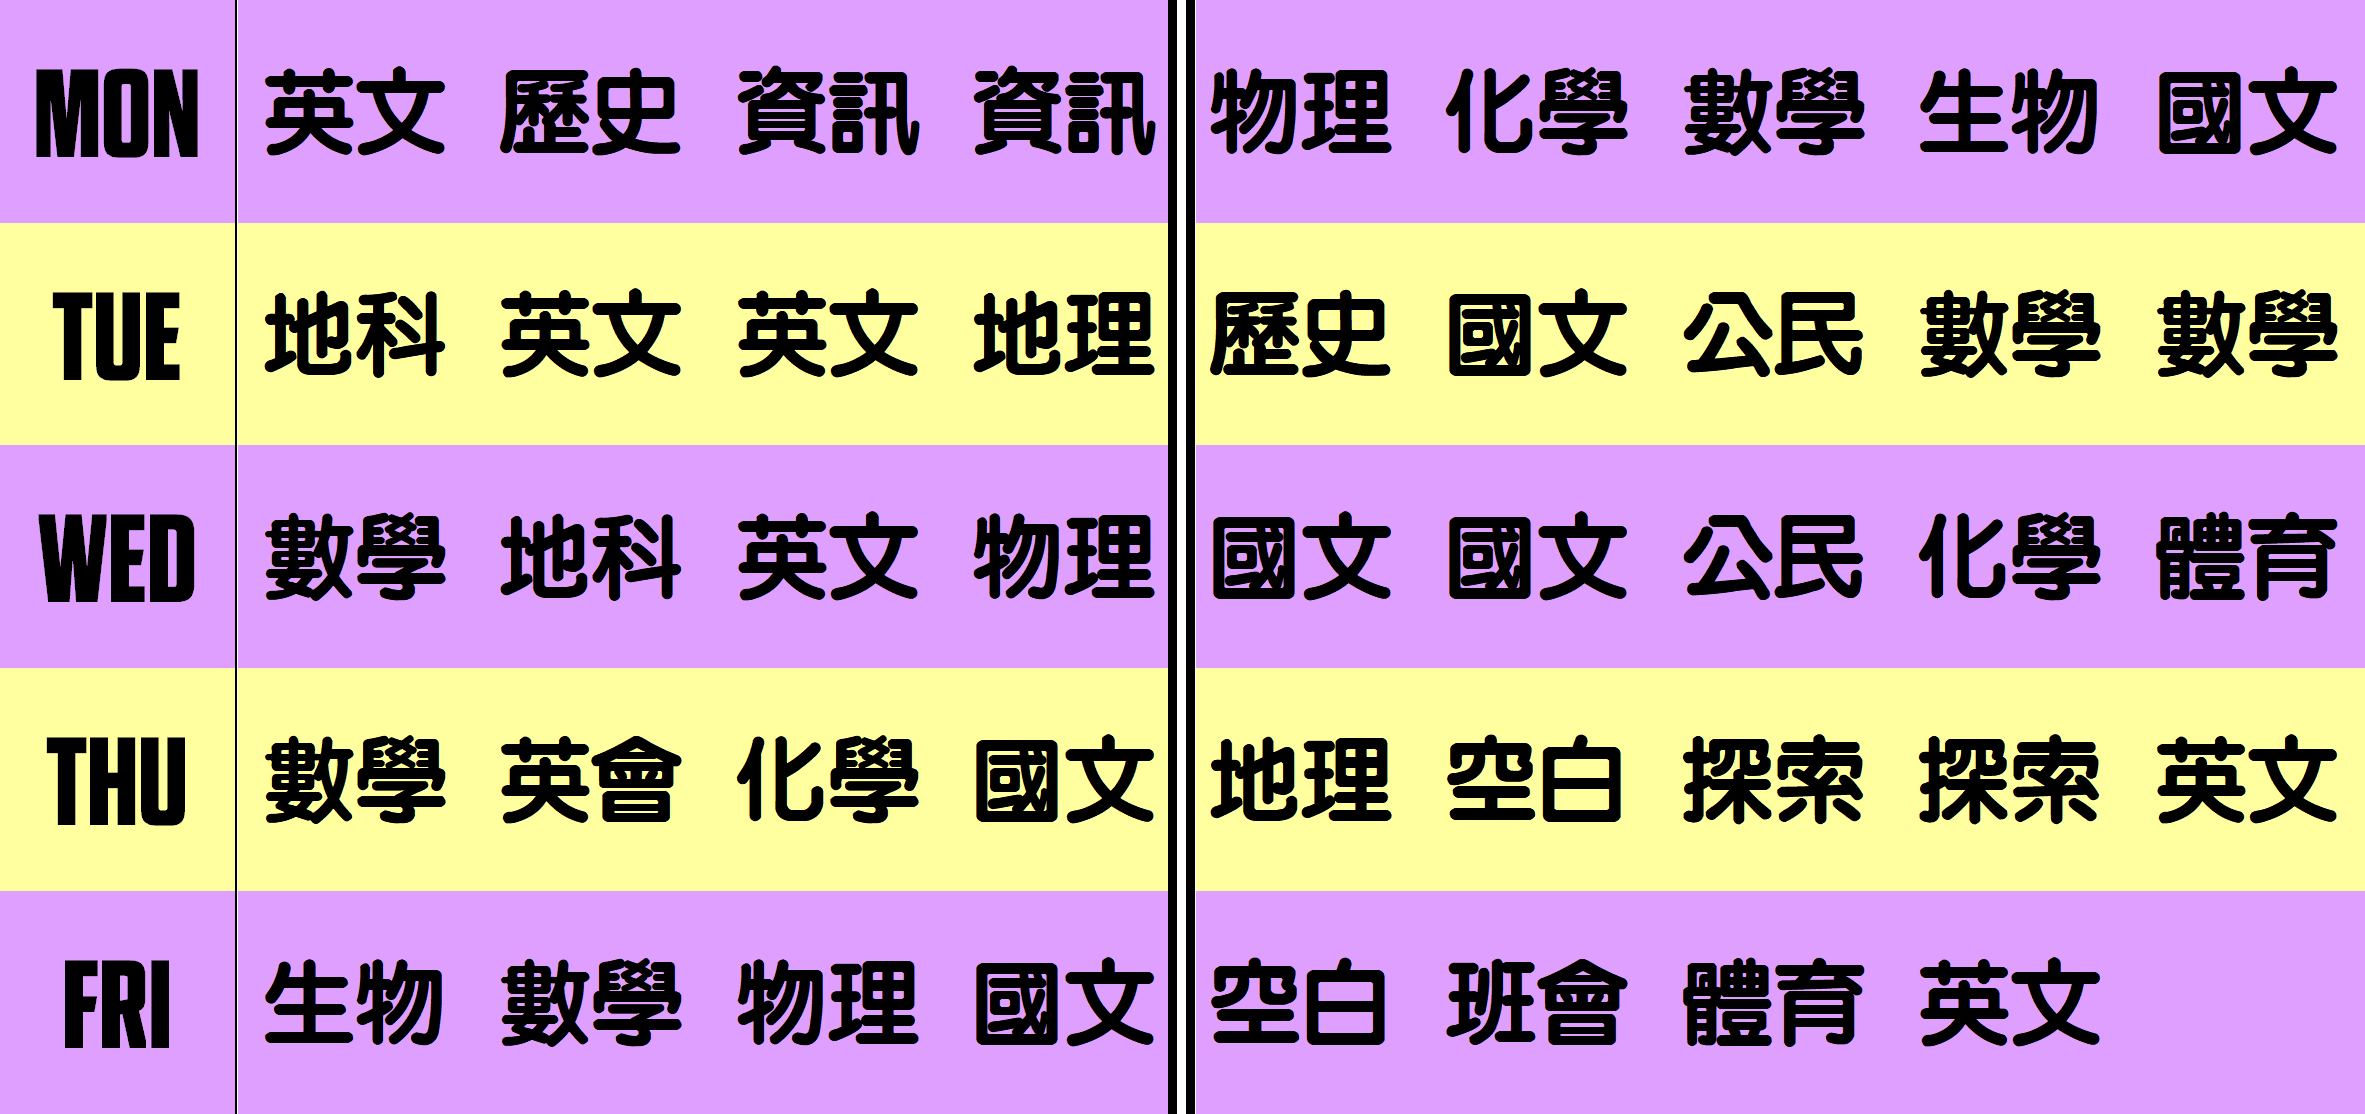 MON 英文 歷史 資訊 資訊 物理 化學 數學 生物 國文
TUE 地科 英文 英文 地理 歷史 國文 公民 數學 數學
WED 數學 地科 英文 物理 國文 國文 公民 化學 體育
THU 數學 英會 化學 國文 地理 空白 探索 探索 英文
FRI 生物 數學 物理 國文 空白 班會 體育 英文